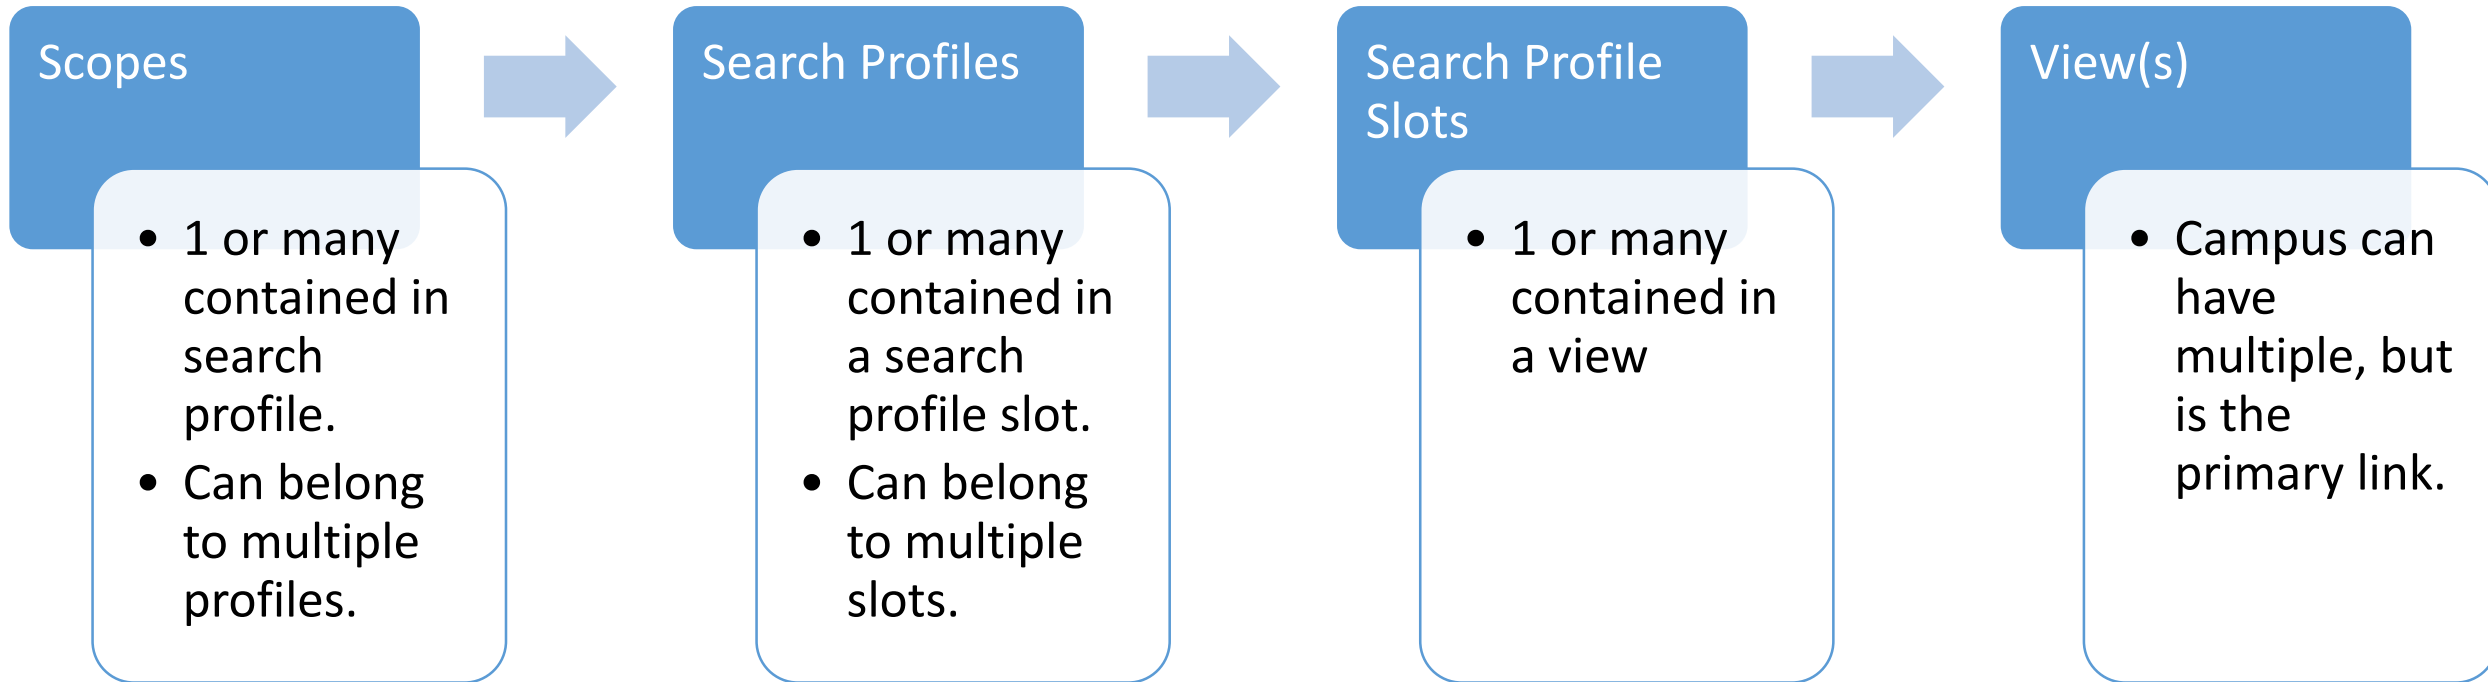 Scopes
• 1 or many
contained in
search
profile.
• Can belong
to multiple
profiles.
Search Profiles
• 1 or many
contained in
a search
profile slot.
• Can belong
to multiple
slots.
Search Profile
Slots
• 1 or many
contained in
a view
View(s)
• Campus can
have
multiple, but
is the
primary link.